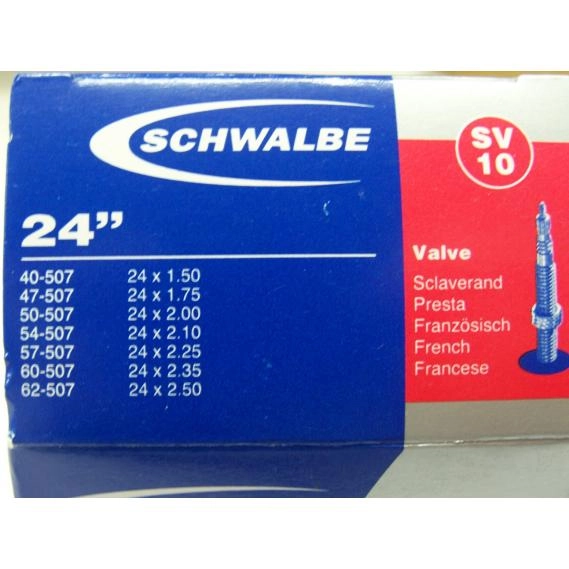 SCHWALBE
SV
10
24”
40-507 24 x 1.50
47-507 24 x 1.75
50-507 24 x 2.00
54-507 24 x 2.10
57-507 24 x 2.25
60-507 24 x 2.35
62-507 24 x 2.50
Valve
Sclaverand
Presta
Französisch
French
Francese